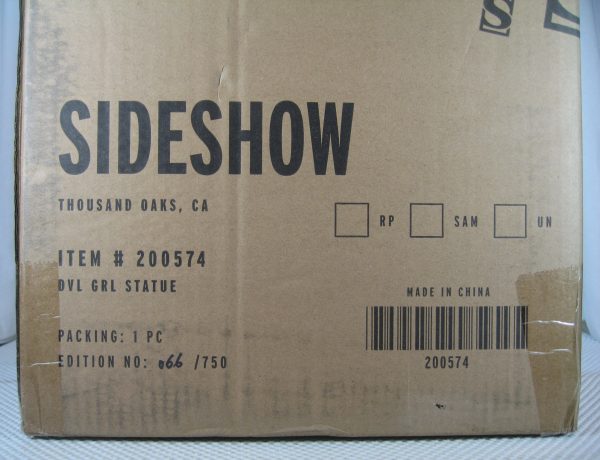 SIDESHOW
THOUSAND OAKS, CA
RP SAM UN
ITEM # 200574
DVL GRL STATUE
MADE IN CHINA
PACKING: 1 PC
EDITION NO: 066 /750
200574